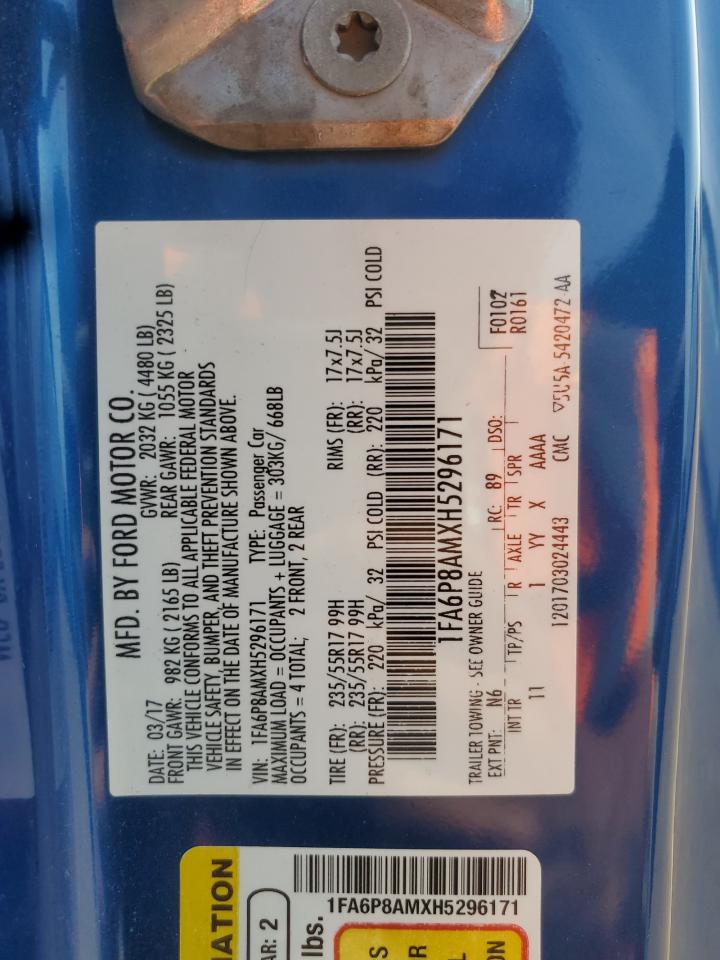 MFD. BY FORD MOTOR CO.
DATE: 03/17 GVWR: 2032 KG ( 4480 LB)
FRONT GAWR: 982 KG ( 2165 LB) REAR GAWR: 1055 KG ( 2325 LB)
THIS VEHICLE CONFORMS TO ALL APPLICABLE FEDERAL MOTOR
VEHICLE SAFETY, BUMPER, AND THEFT PREVENTION STANDARDS
IN EFFECT ON THE DATE OF MANUFACTURE SHOWN ABOVE.
VIN: 1FA6P8AMXH5296171 TYPE: Passenger Car
MAXIMUM LOAD = OCCUPANTS + LUGGAGE = 303KG/ 668LB
OCCUPANTS = 4 TOTAL; 2 FRONT, 2 REAR
TIRE (FR): 235/55R17 99H RIMS (FR): 17x7.5J
(RR): 235/55R17 99H (RR): 17x7.5J
PRESSURE (FR): 220 kPa/ 32 PSI COLD (RR): 220 kPa/ 32 PSI COLD
1FA6P8AMXH5296171
TRAILER TOWING - SEE OWNER GUIDE
F0102
EXT PNT: N6 RC: 89 DSO: R0161
INT TR TP/PS R AXLE TR SPR
11 1 YY X AAAA
1201703024443 CMC 5U5A-5420472-AA
MATION
AR: 2
lbs.
1FA6P8AMXH5296171
S
R
L
ON